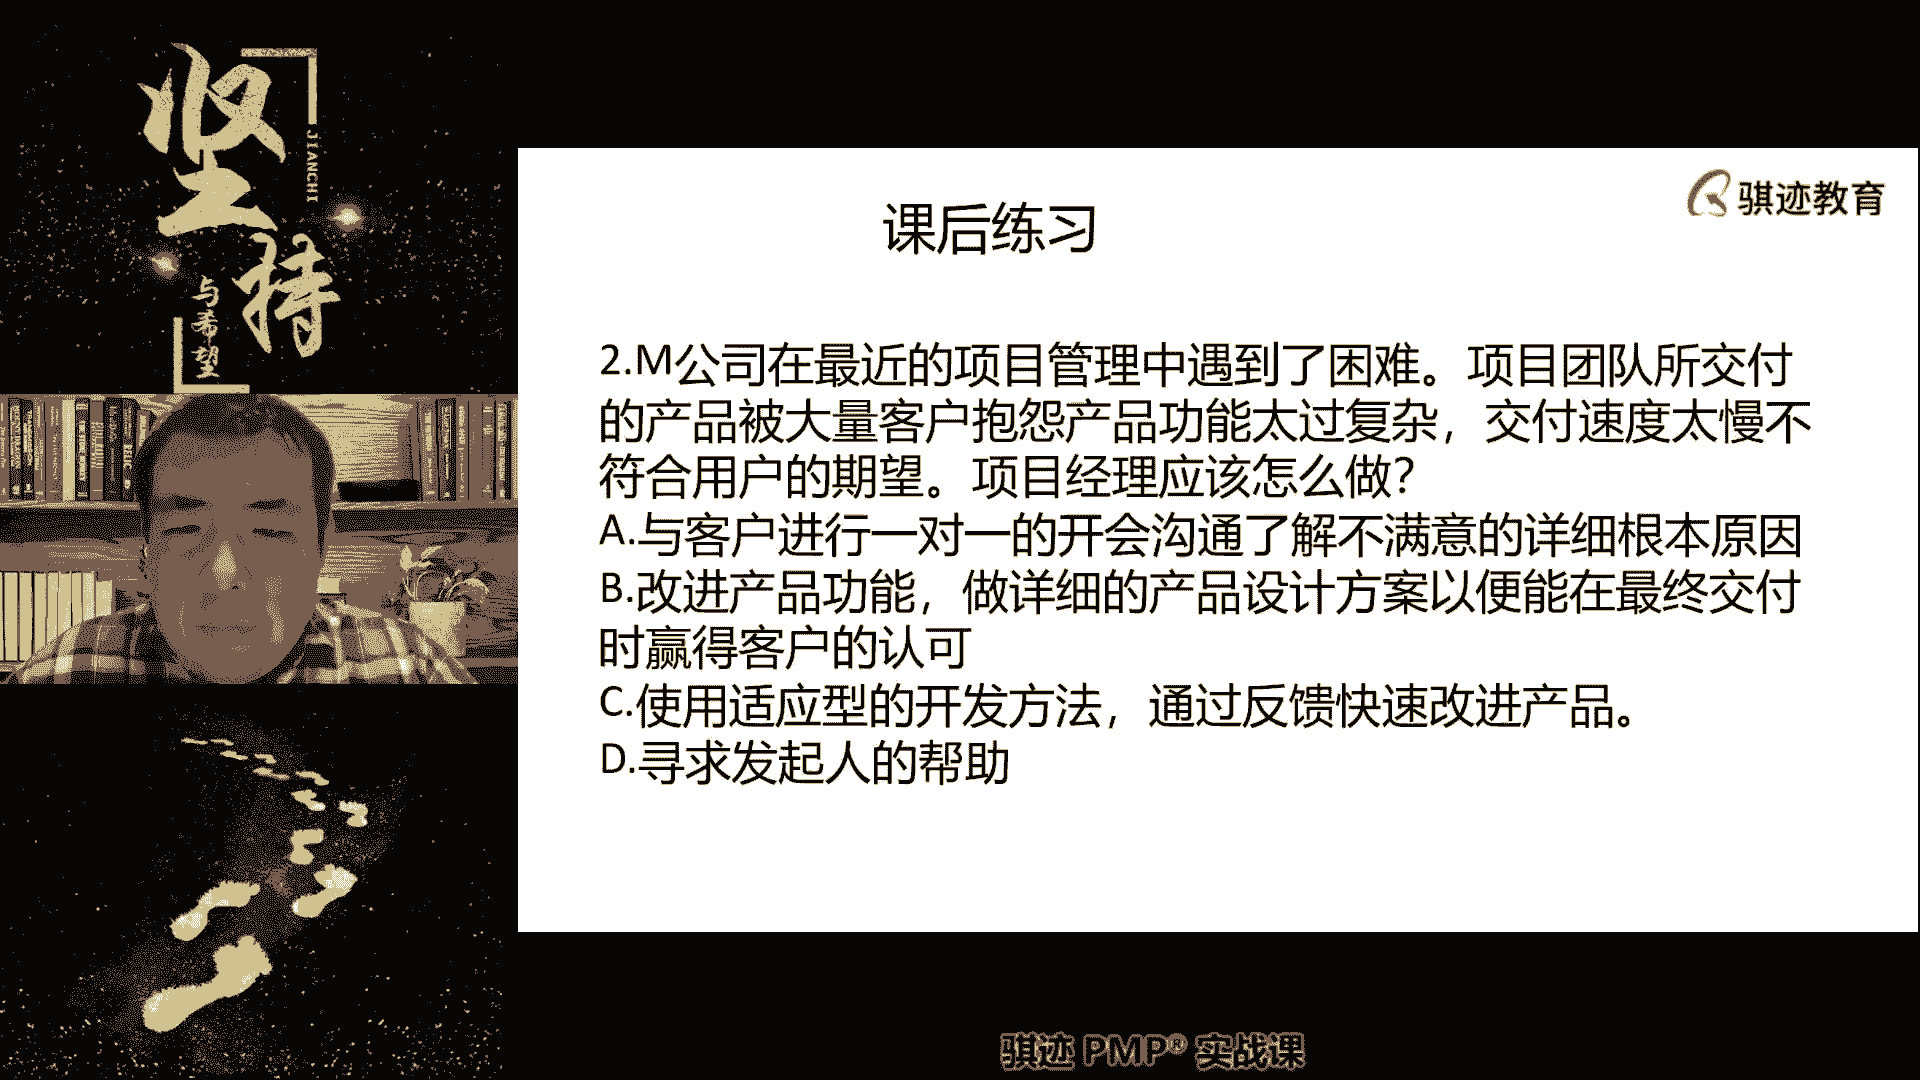 坚持
JIANCHI
与希望
骐迹教育
课后练习
2.M公司在最近的项目管理中遇到了困难。项目团队所交付
的产品被大量客户抱怨产品功能太过复杂，交付速度太慢不
符合用户的期望。项目经理应该怎么做？
A.与客户进行一对一的开会沟通了解不满意的详细根本原因
B.改进产品功能，做详细的产品设计方案以便能在最终交付
时赢得客户的认可
C.使用适应型的开发方法，通过反馈快速改进产品。
D.寻求发起人的帮助
骐迹 PMP® 实战课